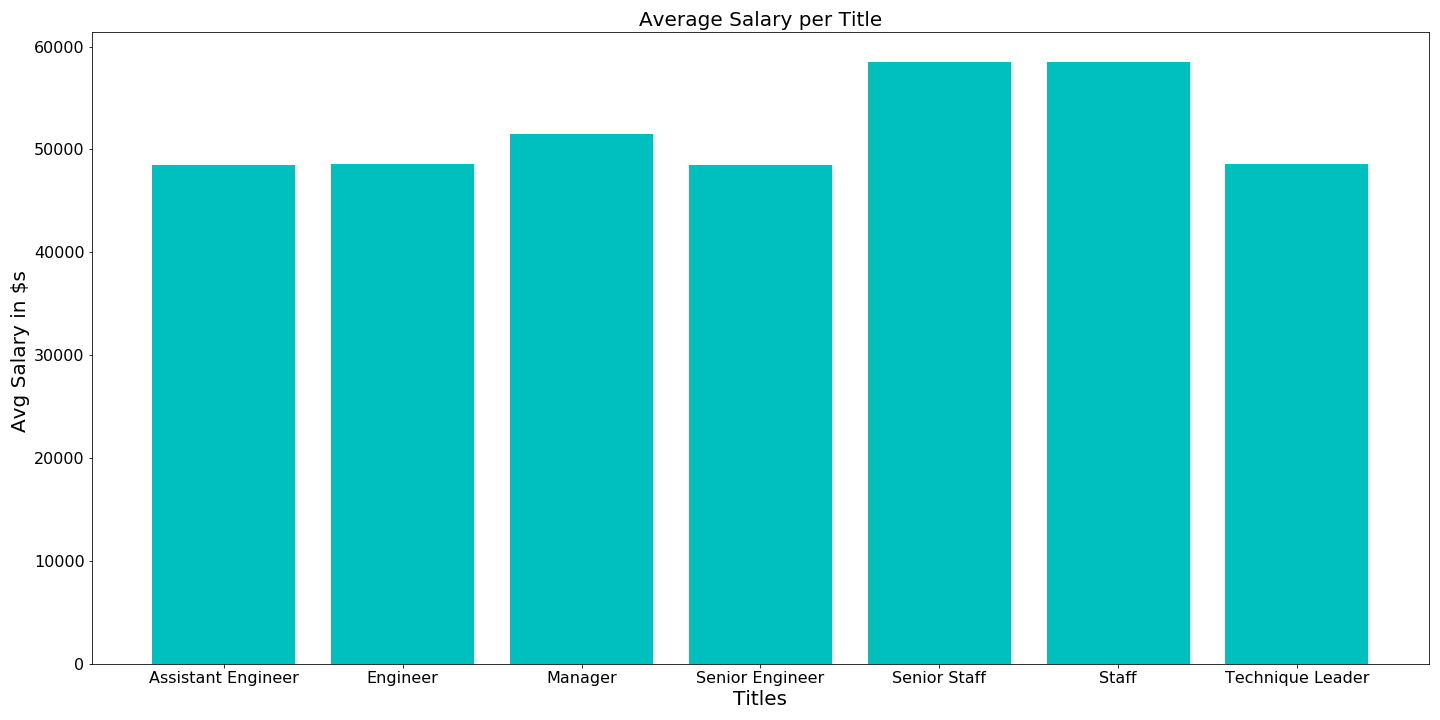 Average Salary per Title
60000
50000
40000
30000
20000
10000
0
Avg Salary in $s
Assistant Engineer
Engineer
Manager
Senior Engineer
Senior Staff
Staff
Technique Leader
Titles